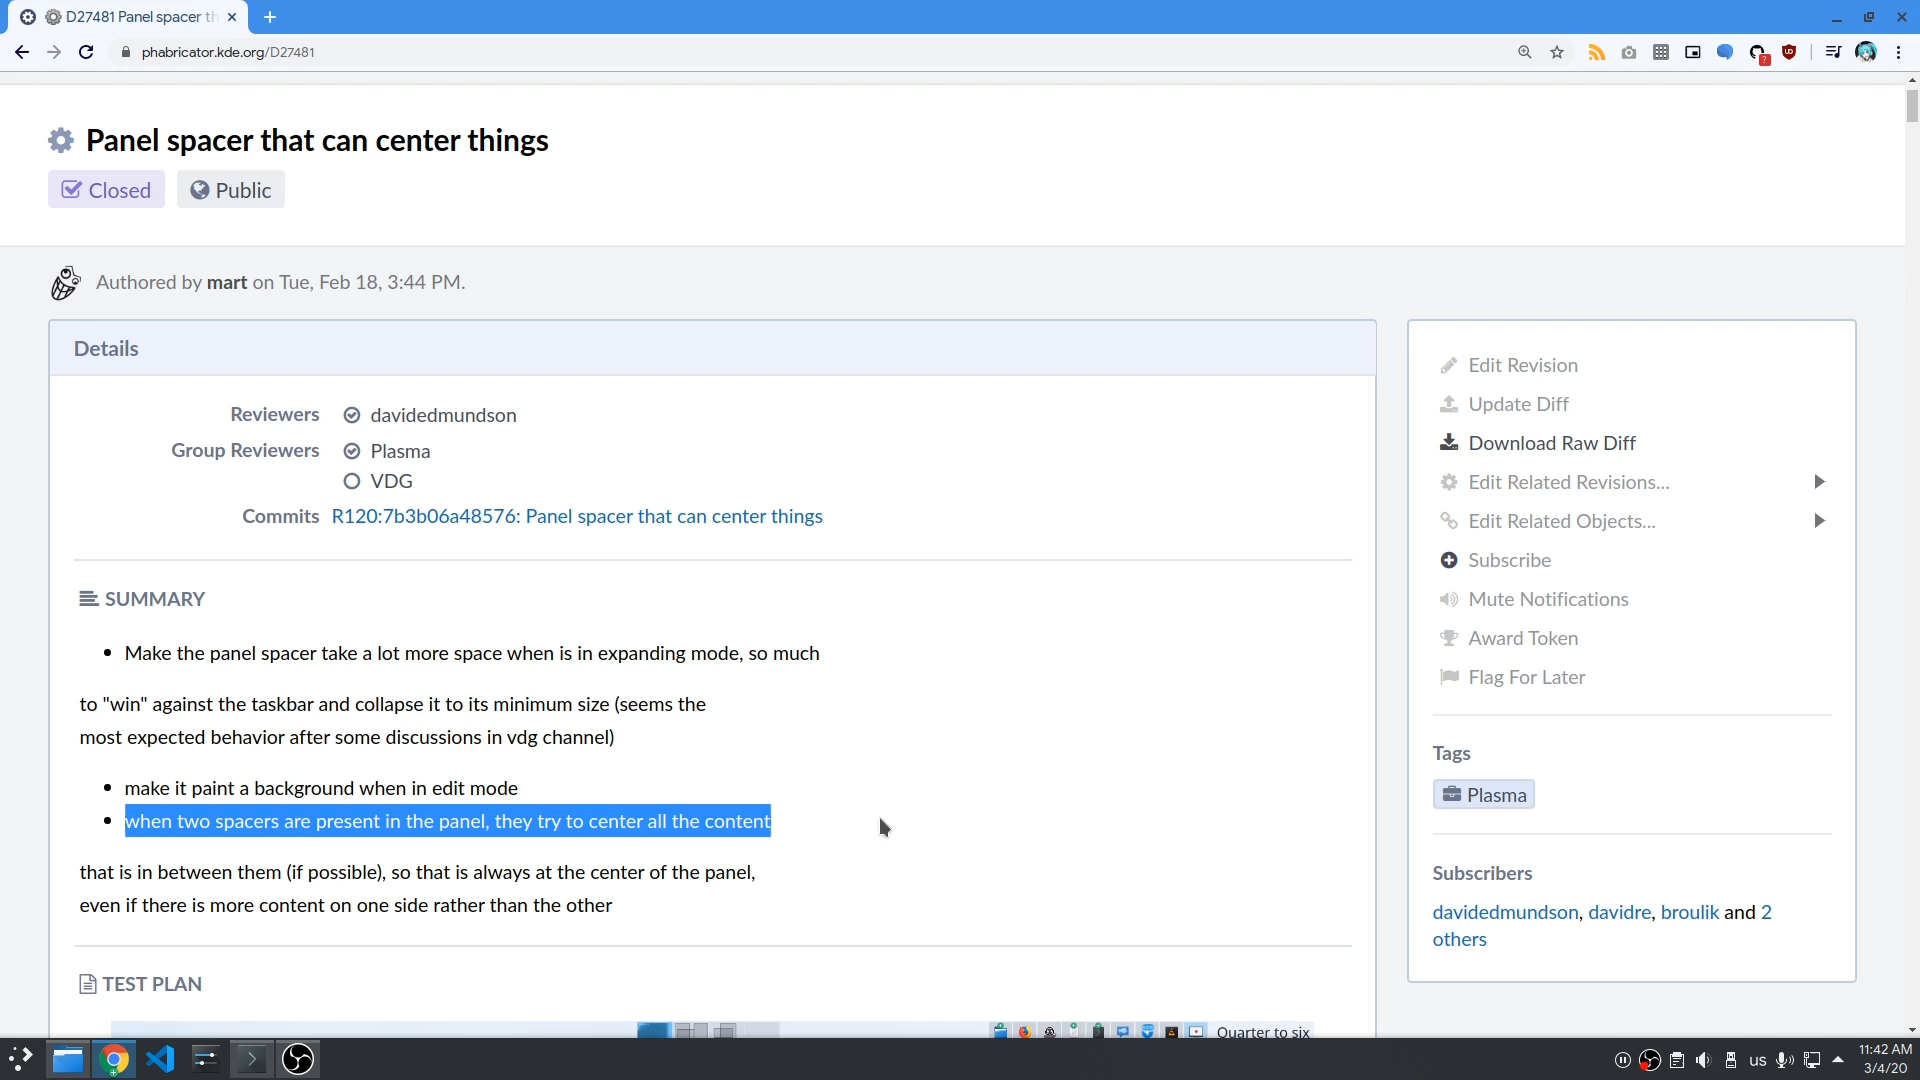 D27481 Panel spacer th
phabricator.kde.org/D27481
Panel spacer that can center things
Closed
Public
Authored by mart on Tue, Feb 18, 3:44 PM.
Details
Reviewers davidedmundson
Group Reviewers Plasma
VDG
Commits R120:7b3b06a48576: Panel spacer that can center things
SUMMARY
• Make the panel spacer take a lot more space when is in expanding mode, so much
to "win" against the taskbar and collapse it to its minimum size (seems the
most expected behavior after some discussions in vdg channel)
• make it paint a background when in edit mode
• when two spacers are present in the panel, they try to center all the content
that is in between them (if possible), so that is always at the center of the panel,
even if there is more content on one side rather than the other
TEST PLAN
Quarter to six
Edit Revision
Update Diff
Download Raw Diff
Edit Related Revisions...
Edit Related Objects...
Subscribe
Mute Notifications
Award Token
Flag For Later
Tags
Plasma
Subscribers
davidedmundson, davidre, broulik and 2
others
us
11:42 AM
3/4/20